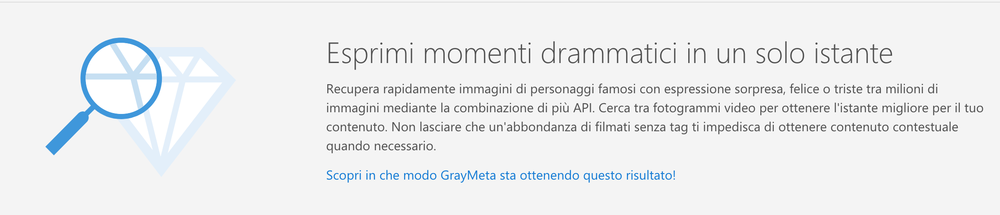 Esprimi momenti drammatici in un solo istante
Recupera rapidamente immagini di personaggi famosi con espressione sorpresa, felice o triste tra milioni di
immagini mediante la combinazione di più API. Cerca tra fotogrammi video per ottenere l'istante migliore per il tuo
contenuto. Non lasciare che un'abbondanza di filmati senza tag ti impedisca di ottenere contenuto contestuale
quando necessario.
Scopri in che modo GrayMeta sta ottenendo questo risultato!